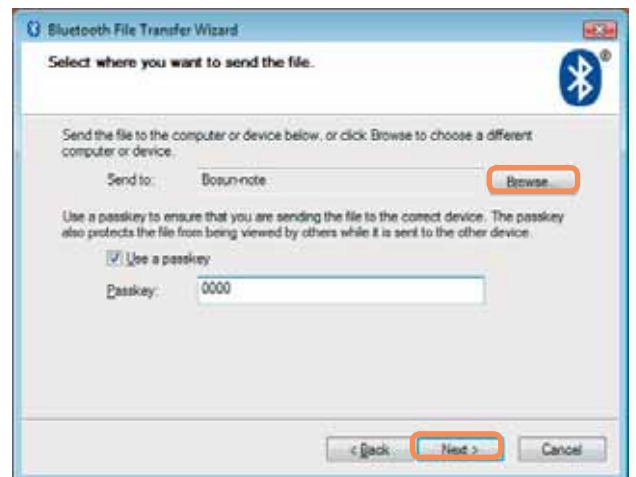 Bluetooth File Transfer Wizard
Select where you want to send the file.
®
Send the file to the computer or device below, or click Browse to choose a different
computer or device.
Send to: Bosun-note Browse...
Use a passkey to ensure that you are sending the file to the correct device. The passkey
also protects the file from being viewed by others while it is sent to the other device.
Use a passkey
Passkey: 0000
< Back Next > Cancel